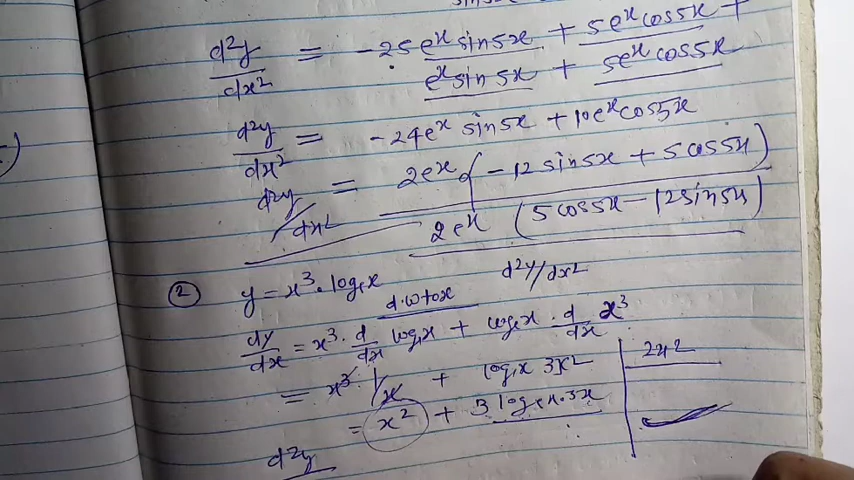 d²y/dx² = -25eˣ sin5x + 5eˣ cos5x +
eˣ sin5x + 5eˣ cos5x
d²y/dx² = -24eˣ sin5x + 10eˣ cos5x
d²y/dx² = 2eˣ(-12 sin5x + 5 cos5x)
2eˣ (5 cos5x - 12 sin5x)
② y = x³. logₑx d²y/dx²
d.w.to x
dy/dx = x³. d/dx logₑx + logₑx . d/dx x³
= x³. 1/x + logₑx 3x² 2x²
= x² + 3 logₑx.3x
d²y